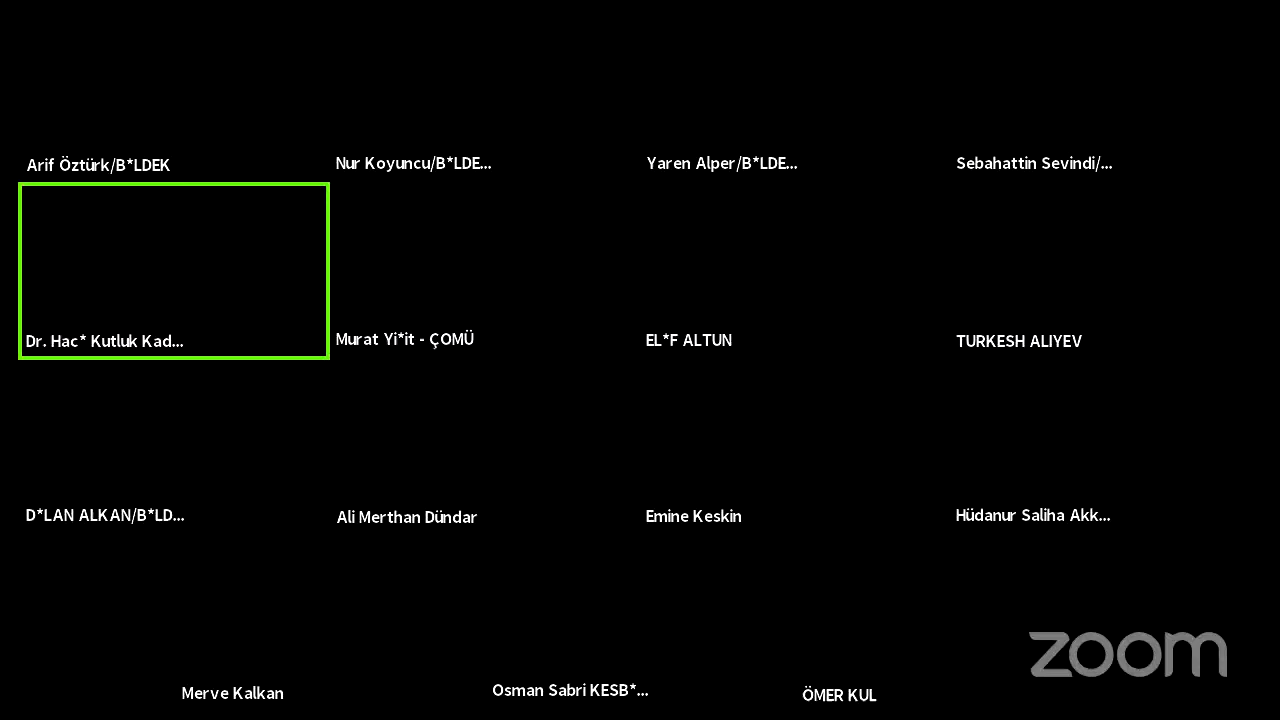 Arif Öztürk/B*LDEK
Nur Koyuncu/B*LDE...
Yaren Alper/B*LDE...
Sebahattin Sevindi/...
Dr. Hac* Kutluk Kad...
Murat Yi*it - ÇOMÜ
EL*F ALTUN
TURKESH ALIYEV
D*LAN ALKAN/B*LD...
Ali Merthan Dündar
Emine Keskin
Hüdanur Saliha Akk...
zoom
Merve Kalkan
Osman Sabri KESB*...
ÖMER KUL